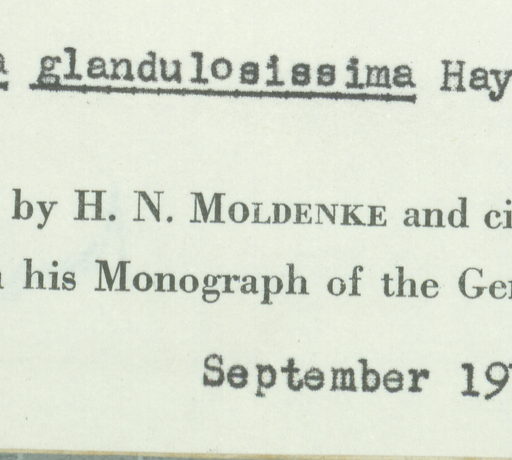 glandulosissima Hay
by H. N. MOLDENKE and ci
his Monograph of the Ge
September 19